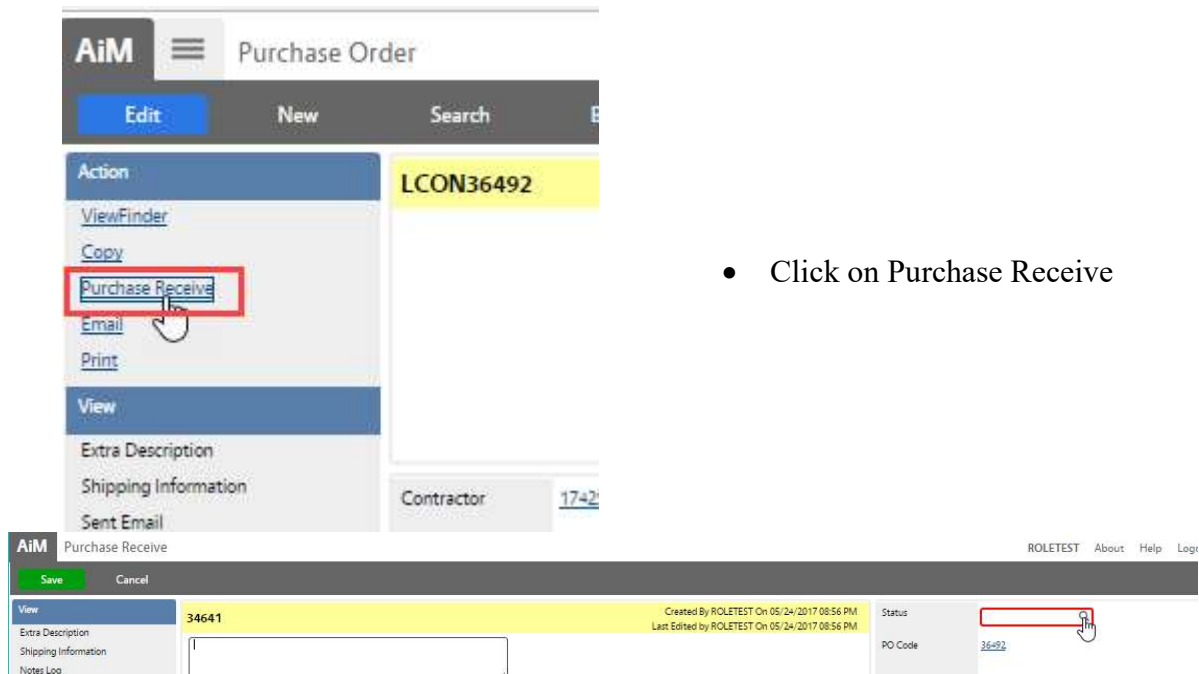 AiM Purchase Order
Edit New Search
Action
LCON36492
ViewFinder
Copy
Purchase Receive
Email
Print
View
Extra Description
Shipping Information
Contractor
Sent Email
• Click on Purchase Receive
AiM Purchase Receive ROLETEST About Help Logo
Save Cancel
View
34641
Created By ROLETEST On 05/24/2017 08:56 PM
Last Edited by ROLETEST On 05/24/2017 08:56 PM
Status
Extra Description
Shipping Information
PO Code 36492
Notes Log